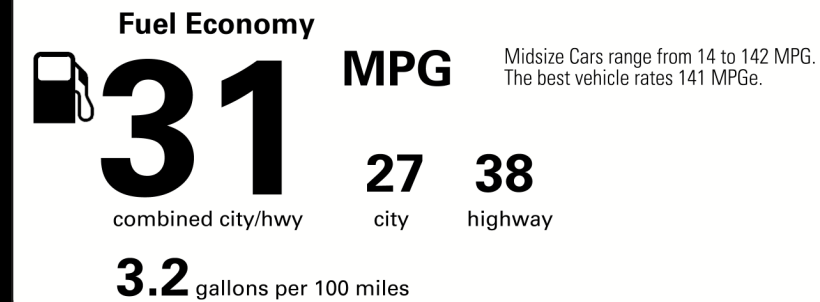 Fuel Economy
31 MPG
Midsize Cars range from 14 to 142 MPG.
The best vehicle rates 141 MPGe.
27 38
combined city/hwy city highway
3.2 gallons per 100 miles